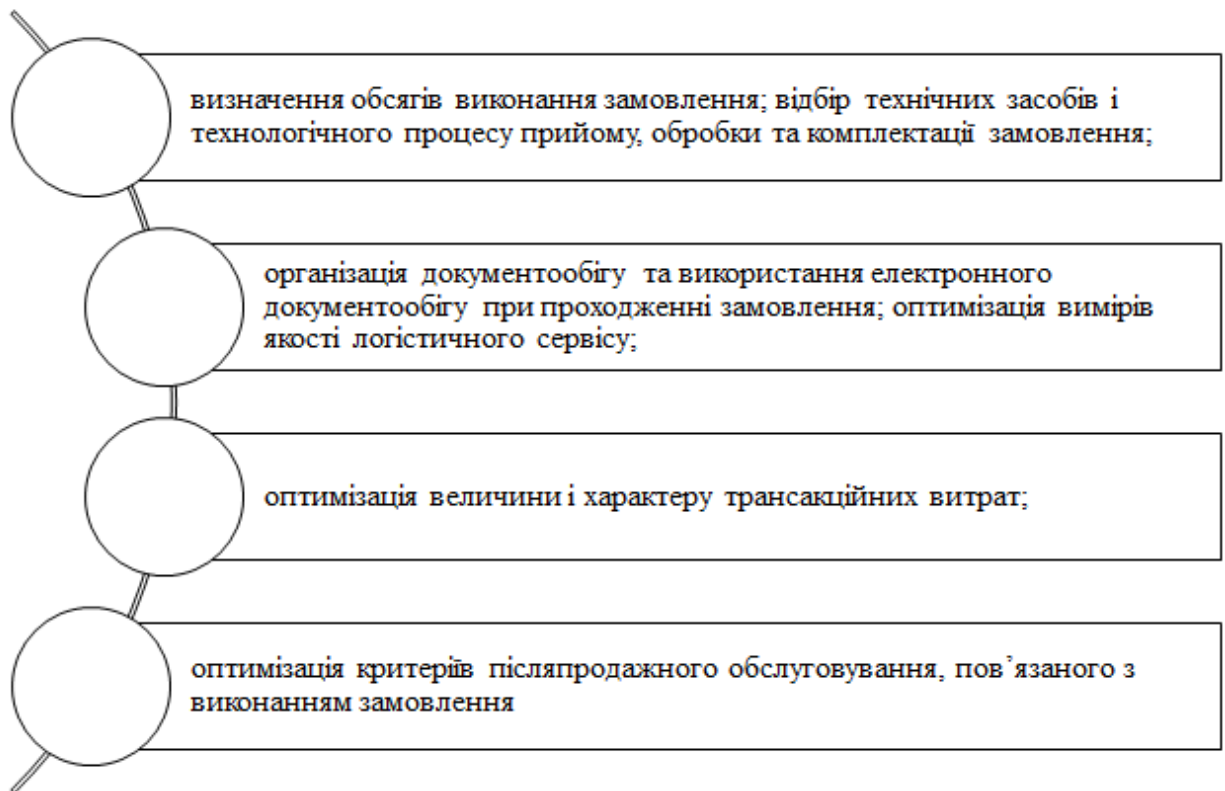 визначення обсягів виконання замовлення; відбір технічних засобів і
технологічного процесу прийому, обробки та комплектації замовлення;
організація документообігу та використання електронного
документообігу при проходженні замовлення; оптимізація вимірів
якості логістичного сервісу;
оптимізація величини і характеру трансакційних витрат;
оптимізація критеріїв післяпродажного обслуговування, пов’язаного з
виконанням замовлення